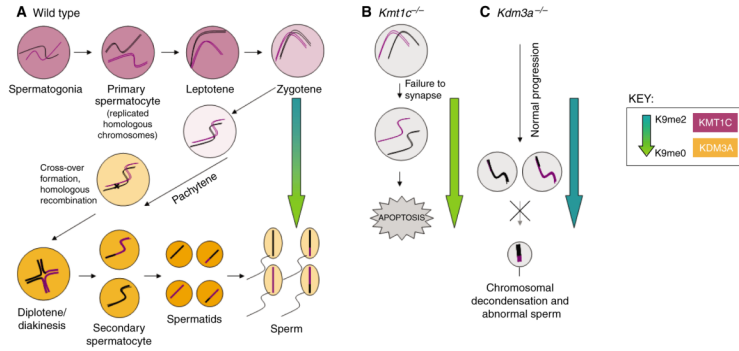 A Wild type
Spermatogonia
Primary
spermatocyte
(replicated
homologous
chromosomes)
Leptotene
Zygotene
Cross-over
formation,
homologous
recombination
Pachytene
Diplotene/
diakinesis
Secondary
spermatocyte
Spermatids
Sperm
B Kmt1c–/–
Failure to
synapse
APOPTOSIS
C Kdm3a–/–
Normal progression
Chromosomal
decondensation and
abnormal sperm
KEY:
K9me2
K9me0
KMT1C
KDM3A